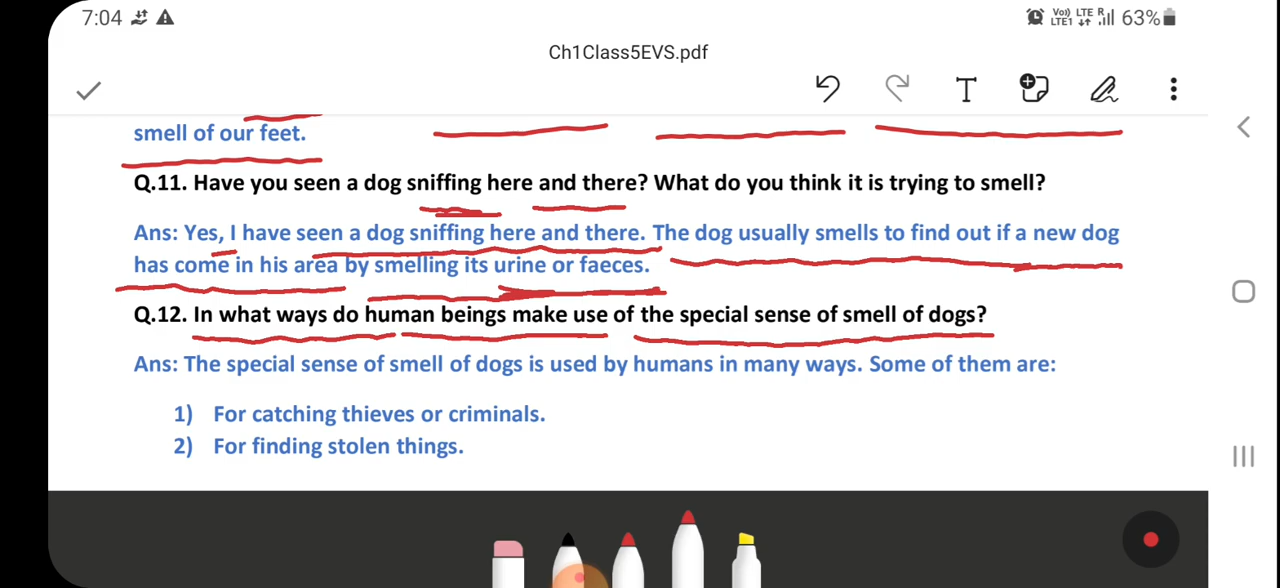 7:04
Vo)) LTE R
LTE1
63%
Ch1Class5EVS.pdf
T
smell of our feet.
Q.11. Have you seen a dog sniffing here and there? What do you think it is trying to smell?
Ans: Yes, I have seen a dog sniffing here and there. The dog usually smells to find out if a new dog
has come in his area by smelling its urine or faeces.
Q.12. In what ways do human beings make use of the special sense of smell of dogs?
Ans: The special sense of smell of dogs is used by humans in many ways. Some of them are:
1) For catching thieves or criminals.
2) For finding stolen things.